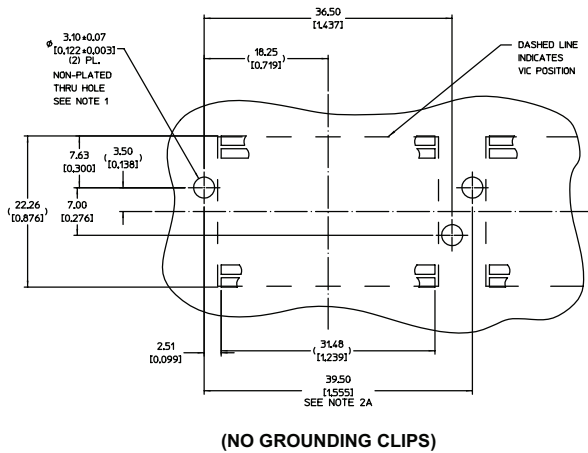 36.50
[1.437]
ø 3.10±0.07
[0.122±0.003]
(2) PL.
NON-PLATED
THRU HOLE
SEE NOTE 1
18.25
([0.719])
DASHED LINE
INDICATES
VIC POSITION
7.63
[0.300]
3.50
([0.138])
22.26
([0.876])
7.00
[0.276]
2.51
[0.099]
31.48
([1.239])
39.50
[1.555]
SEE NOTE 2A
(NO GROUNDING CLIPS)